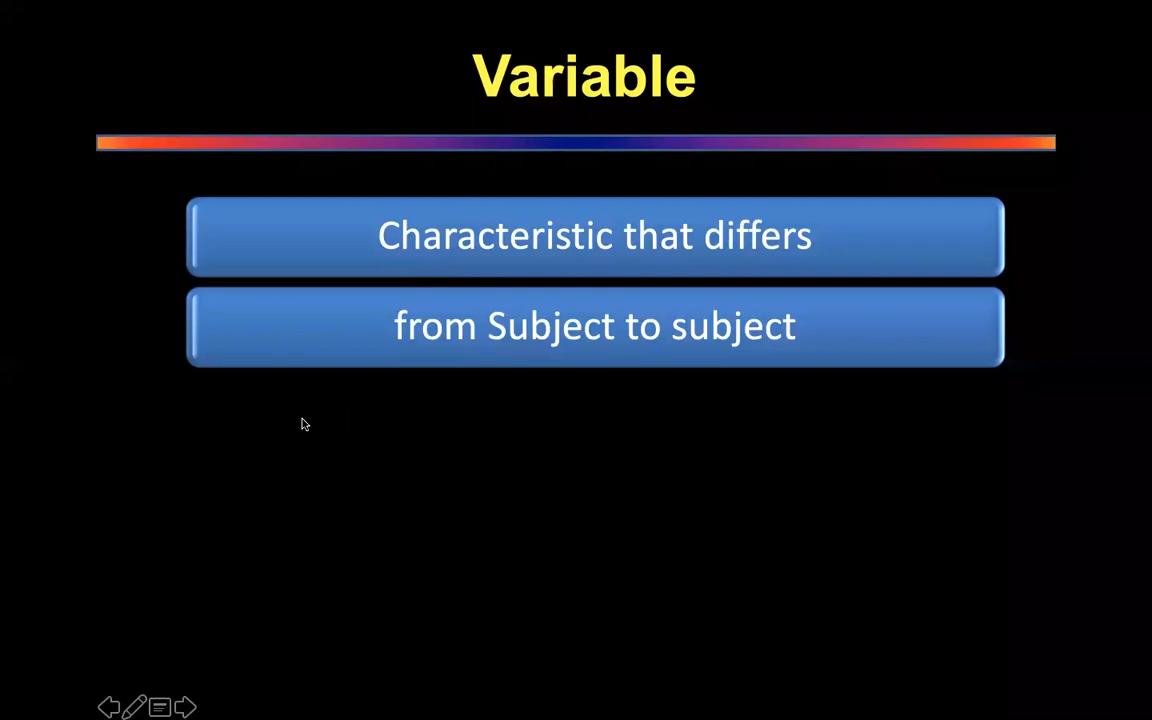 Variable
Characteristic that differs
from Subject to subject